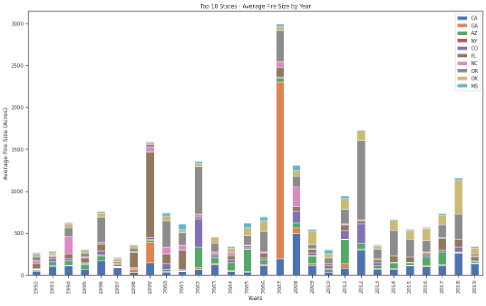 Top 10 States - Average Fire Size by Year
Average Fire Size (Acres)
3000
2500
2000
1500
1000
500
0
CA
GA
AZ
NY
CO
FL
NC
OR
OK
MS
1992 1993 1994 1995 1996 1997 1998 1999 2000 2001 2002 2003 2004 2005 2006 2007 2008 2009 2010 2011 2012 2013 2014 2015 2016 2017 2018 2019
Years